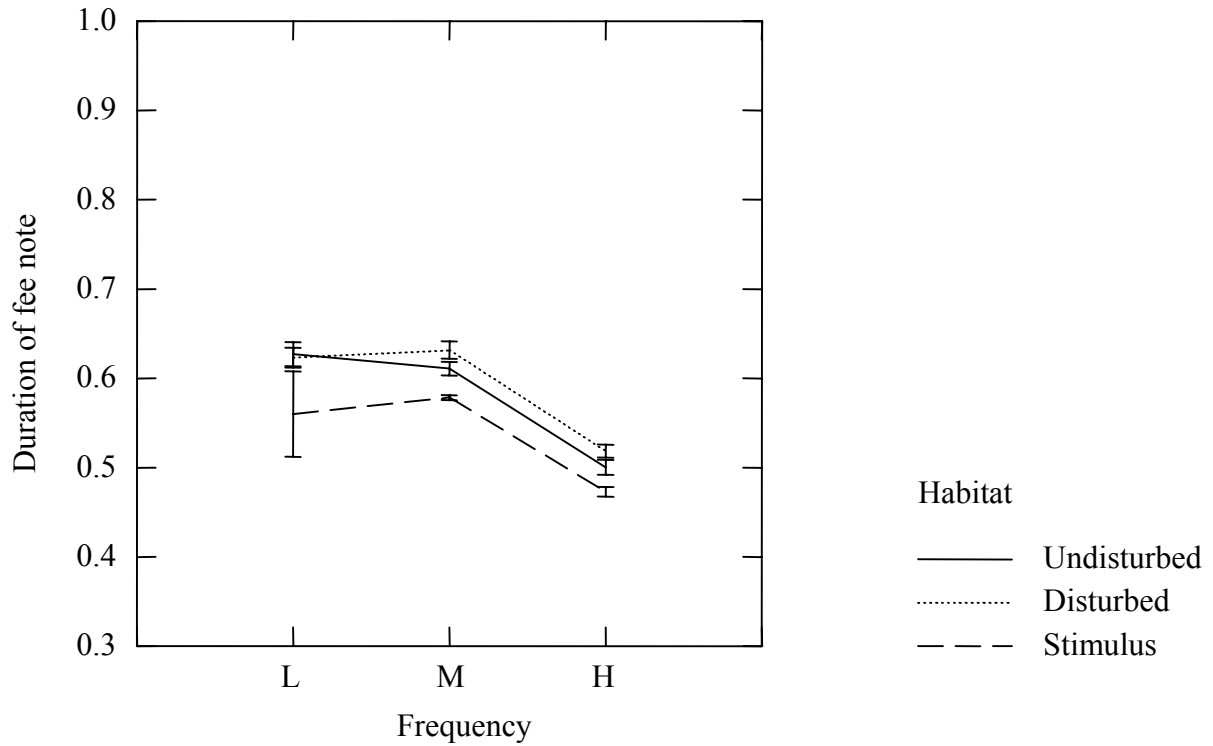 1.0
0.9
0.8
0.7
0.6
0.5
0.4
0.3
Duration of fee note
L M H
Frequency
Habitat
Undisturbed
Disturbed
Stimulus